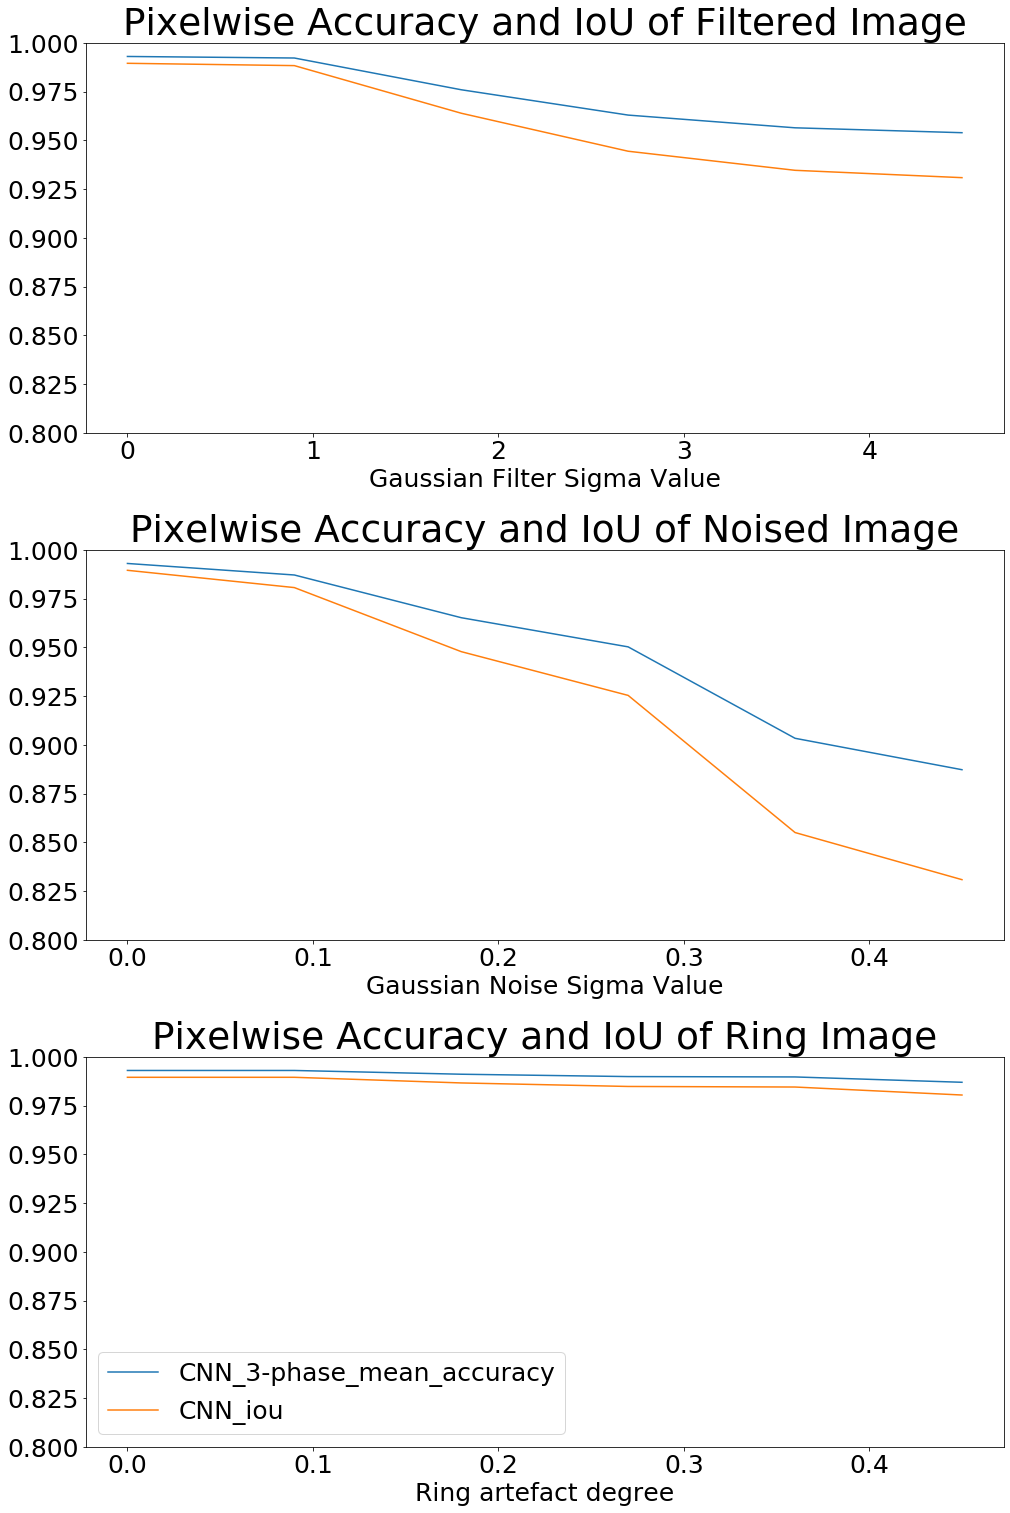 Pixelwise Accuracy and IoU of Filtered Image
1.000
0.975
0.950
0.925
0.900
0.875
0.850
0.825
0.800
0 1 2 3 4
Gaussian Filter Sigma Value
Pixelwise Accuracy and IoU of Noised Image
1.000
0.975
0.950
0.925
0.900
0.875
0.850
0.825
0.800
0.0 0.1 0.2 0.3 0.4
Gaussian Noise Sigma Value
Pixelwise Accuracy and IoU of Ring Image
1.000
0.975
0.950
0.925
0.900
0.875
0.850
0.825
0.800
CNN_3-phase_mean_accuracy
CNN_iou
0.0 0.1 0.2 0.3 0.4
Ring artefact degree